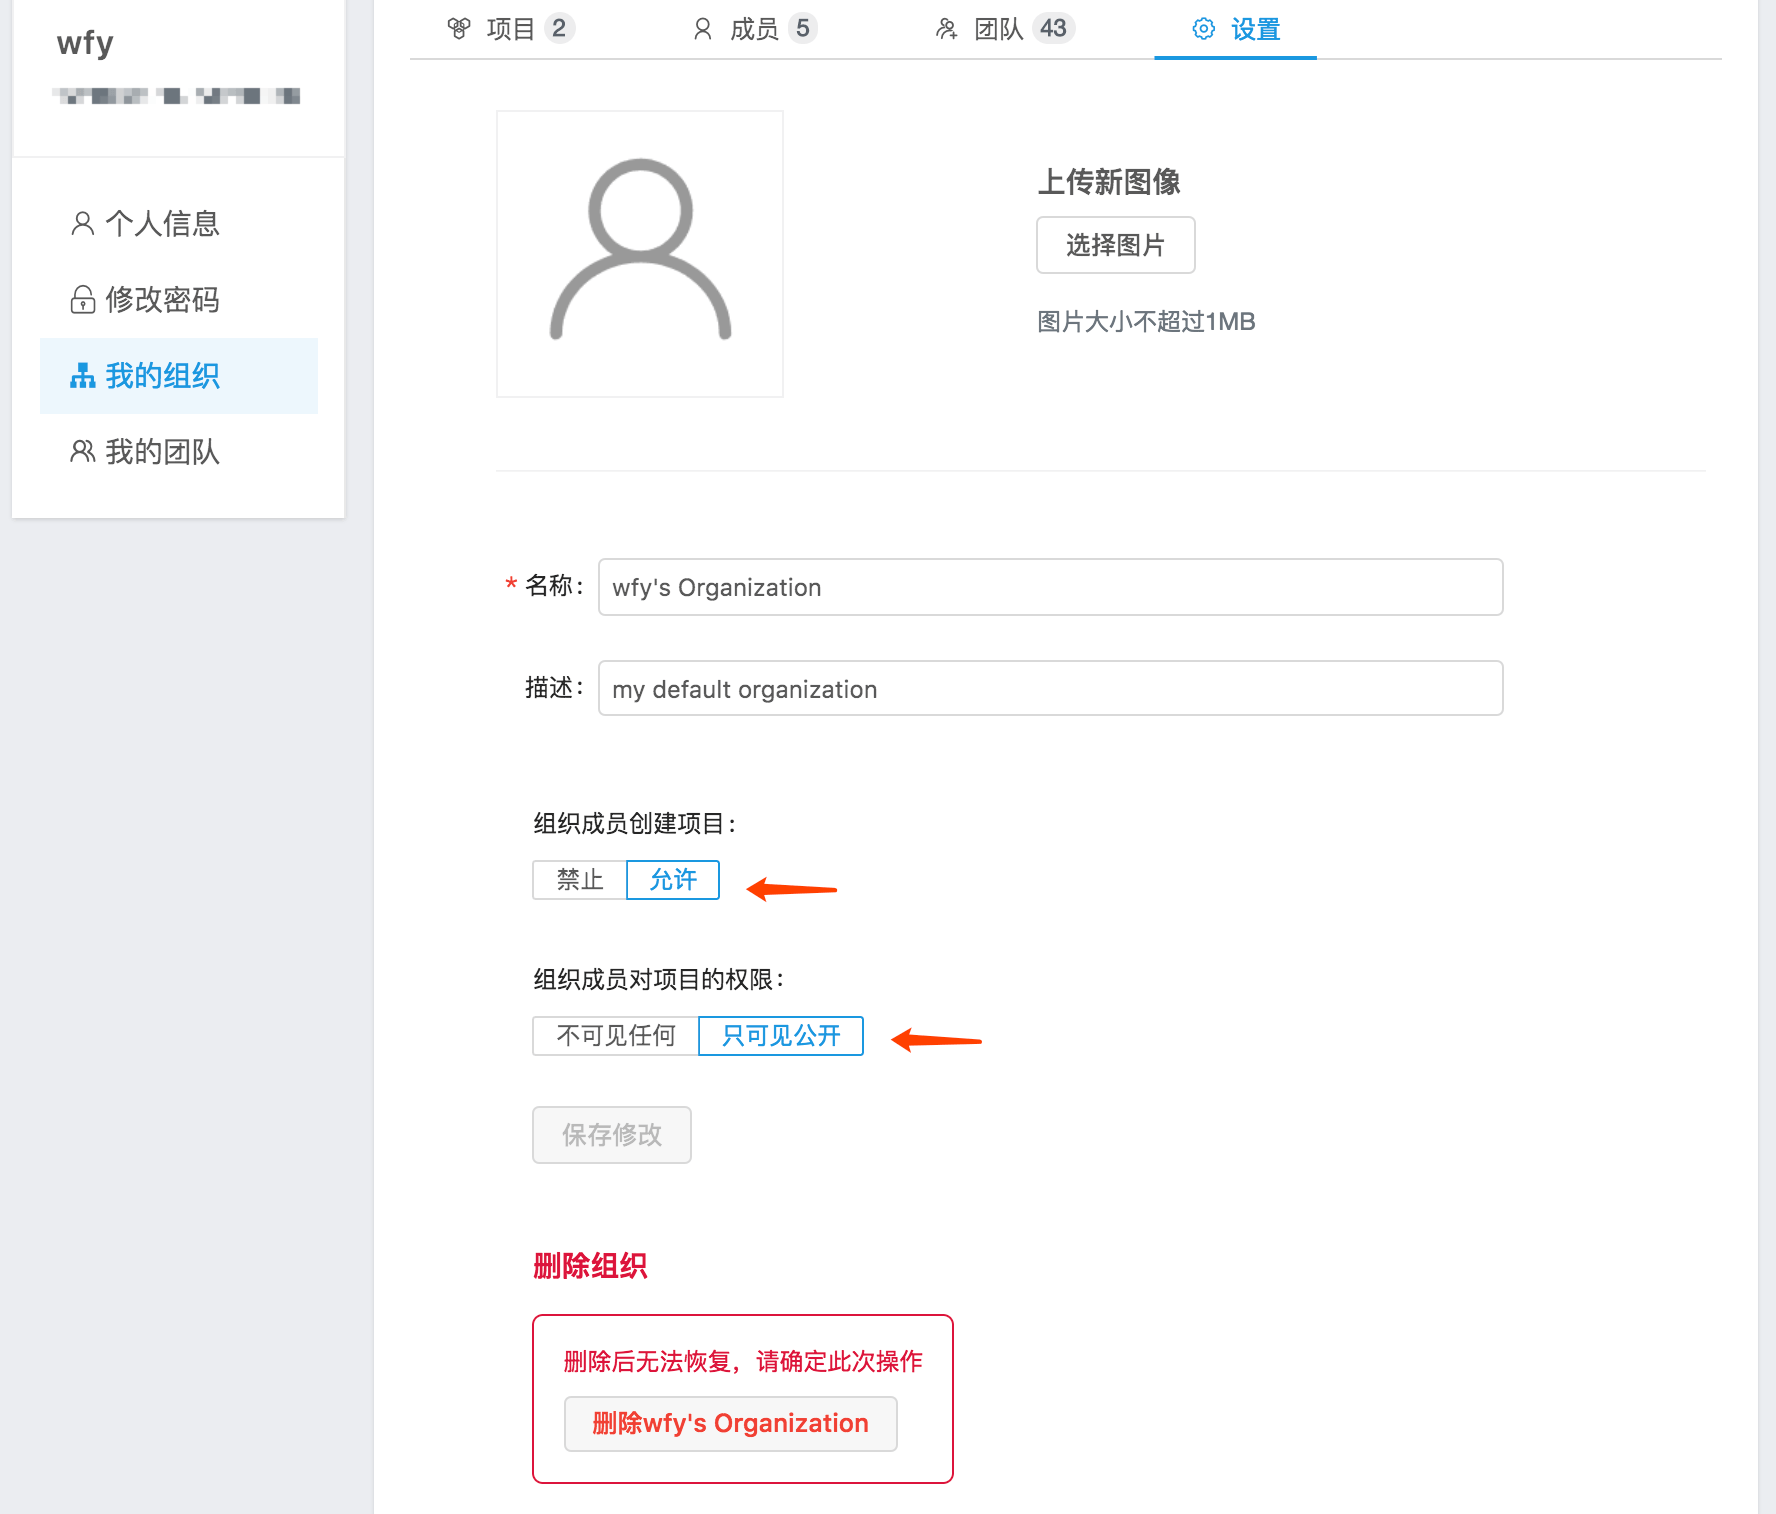 wfy
个人信息
修改密码
我的组织
我的团队
项目 2 成员 5 团队 43 设置
上传新图像
选择图片
图片大小不超过1MB
* 名称: wfy's Organization
描述: my default organization
组织成员创建项目:
禁止 允许
组织成员对项目的权限:
不可见任何 只可见公开
保存修改
删除组织
删除后无法恢复，请确定此次操作
删除wfy's Organization